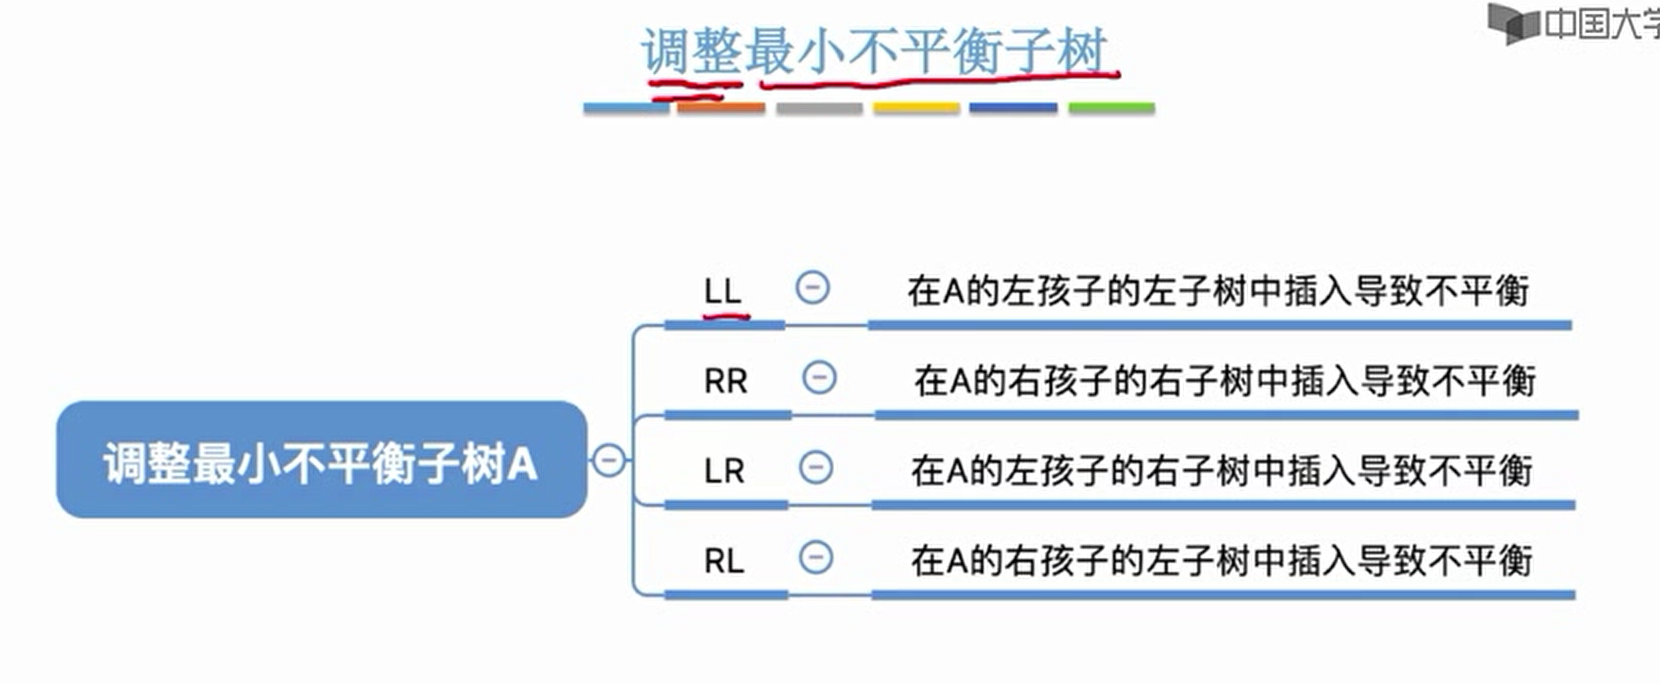 中国大学
调整最小不平衡子树
LL 在A的左孩子的左子树中插入导致不平衡
RR 在A的右孩子的右子树中插入导致不平衡
调整最小不平衡子树A
LR 在A的左孩子的右子树中插入导致不平衡
RL 在A的右孩子的左子树中插入导致不平衡